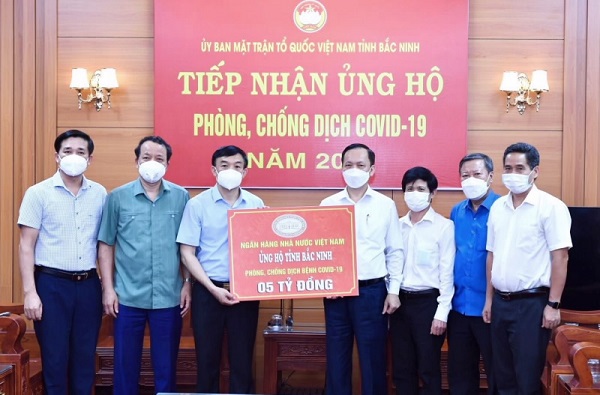 ỦY BAN MẶT TRẬN TỔ QUỐC VIỆT NAM TỈNH BẮC NINH
TIẾP NHẬN ỦNG HỘ
PHÒNG, CHỐNG DỊCH COVID-19
NĂM 20
NGÂN HÀNG NHÀ NƯỚC VIỆT NAM
ỦNG HỘ TỈNH BẮC NINH
PHÒNG, CHỐNG DỊCH BỆNH COVID-19
05 TỶ ĐỒNG